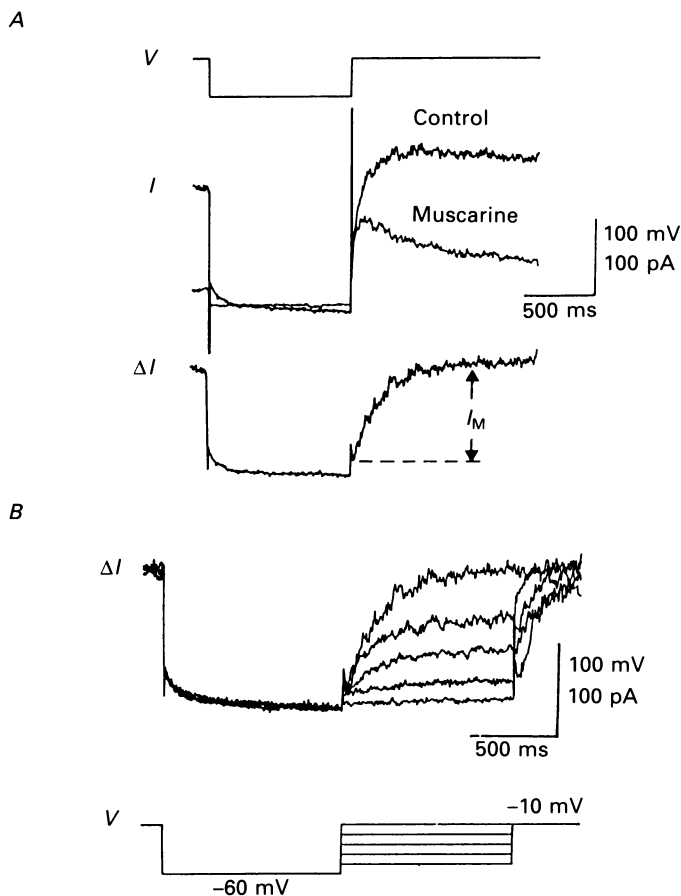 A
V
Control
I
Muscarine
100 mV
100 pA
500 ms
ΔI
I_M
B
ΔI
100 mV
100 pA
500 ms
V
−10 mV
−60 mV